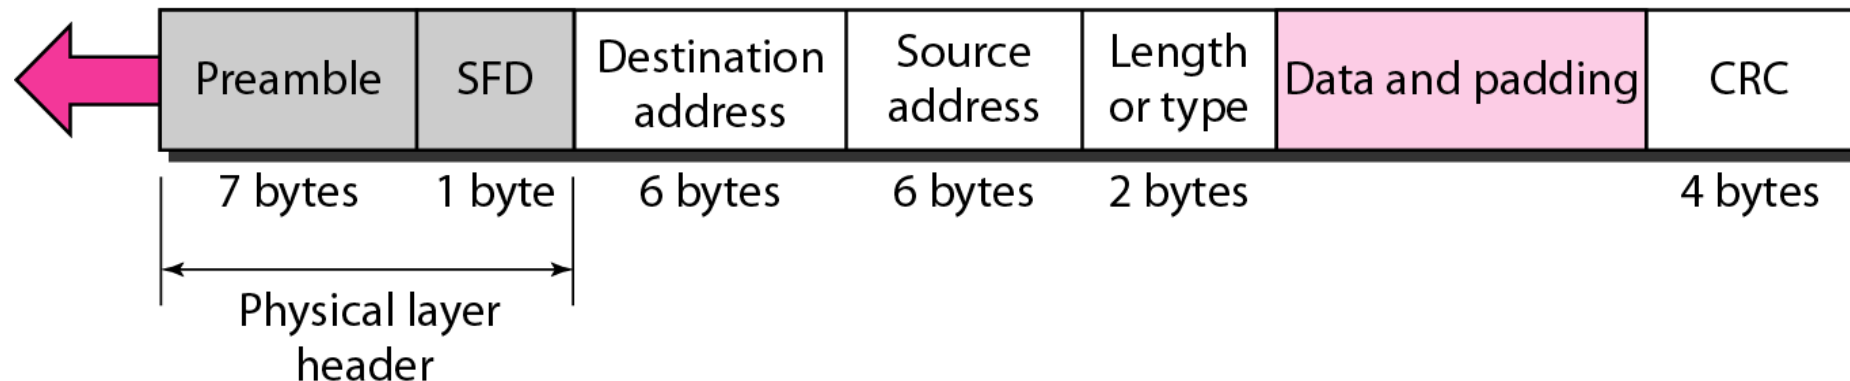 Preamble
SFD
Destination
address
Source
address
Length
or type
Data and padding
CRC
7 bytes
1 byte
6 bytes
6 bytes
2 bytes
4 bytes
Physical layer
header